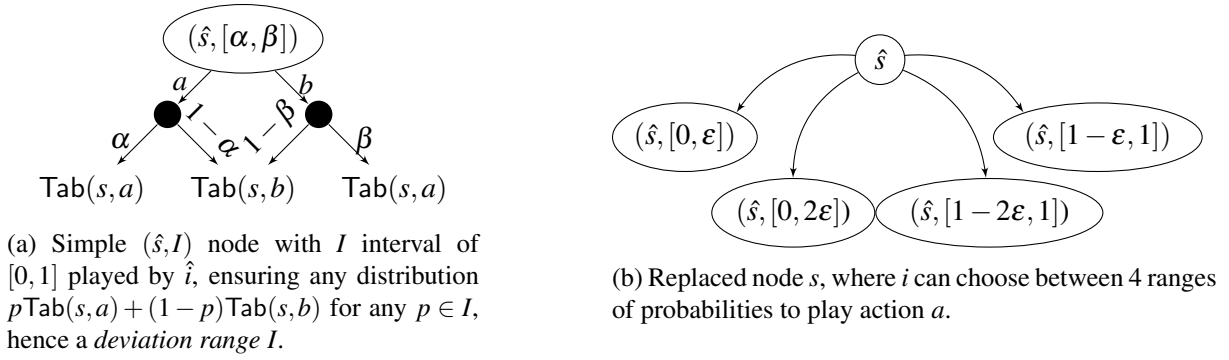 (ŝ, [α, β])
a b
α 1 − α 1 − β β
Tab(s, a) Tab(s, b) Tab(s, a)
(a) Simple (ŝ, I) node with I interval of
[0, 1] played by î, ensuring any distribution
pTab(s, a) + (1 − p)Tab(s, b) for any p ∈ I,
hence a deviation range I.
ŝ
(ŝ, [0, ε]) (ŝ, [1 − ε, 1])
(ŝ, [0, 2ε]) (ŝ, [1 − 2ε, 1])
(b) Replaced node s, where i can choose between 4 ranges
of probabilities to play action a.